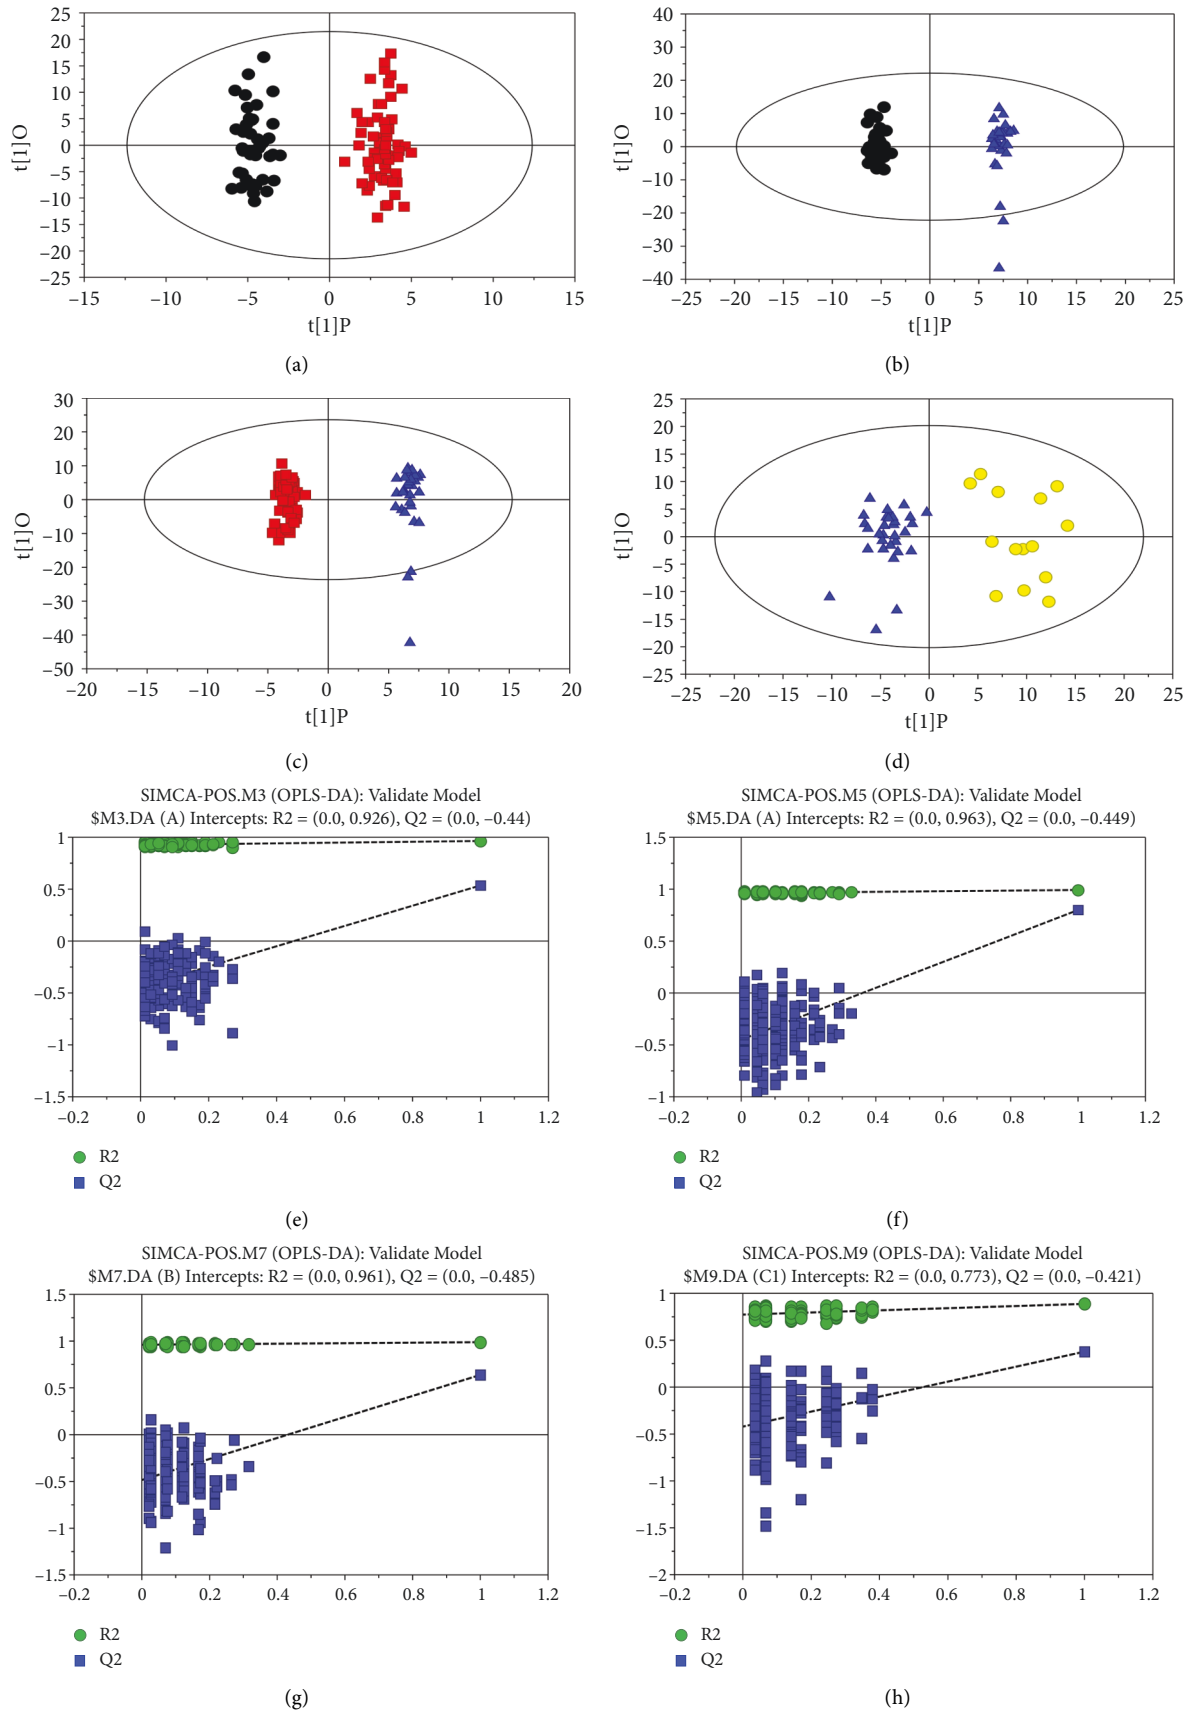 25
20
15
10
5
0
−5
−10
−15
−20
−25
t[1]O
−15 −10 −5 0 5 10 15
t[1]P
(a)
40
30
20
10
0
−10
−20
−30
−40
t[1]O
−25 −20 −15 −10 −5 0 5 10 15 20 25
t[1]P
(b)
30
20
10
0
−10
−20
−30
−40
−50
t[1]O
−20 −15 −10 −5 0 5 10 15 20
t[1]P
(c)
25
20
15
10
5
0
−5
−10
−15
−20
−25
t[1]O
−25 −20 −15 −10 −5 0 5 10 15 20 25
t[1]P
(d)
SIMCA-POS.M3 (OPLS-DA): Validate Model
$M3.DA (A) Intercepts: R2 = (0.0, 0.926), Q2 = (0.0, −0.44)
1
0.5
0
−0.5
−1
−1.5
−0.2 0 0.2 0.4 0.6 0.8 1 1.2
R2
Q2
(e)
SIMCA-POS.M5 (OPLS-DA): Validate Model
$M5.DA (A) Intercepts: R2 = (0.0, 0.963), Q2 = (0.0, −0.449)
1.5
1
0.5
0
−0.5
−1
−0.2 0 0.2 0.4 0.6 0.8 1 1.2
R2
Q2
(f)
SIMCA-POS.M7 (OPLS-DA): Validate Model
$M7.DA (B) Intercepts: R2 = (0.0, 0.961), Q2 = (0.0, −0.485)
1.5
1
0.5
0
−0.5
−1
−1.5
−0.2 0 0.2 0.4 0.6 0.8 1 1.2
R2
Q2
(g)
SIMCA-POS.M9 (OPLS-DA): Validate Model
$M9.DA (C1) Intercepts: R2 = (0.0, 0.773), Q2 = (0.0, −0.421)
1
0.5
0
−0.5
−1
−1.5
−2
−0.2 0 0.2 0.4 0.6 0.8 1 1.2
R2
Q2
(h)